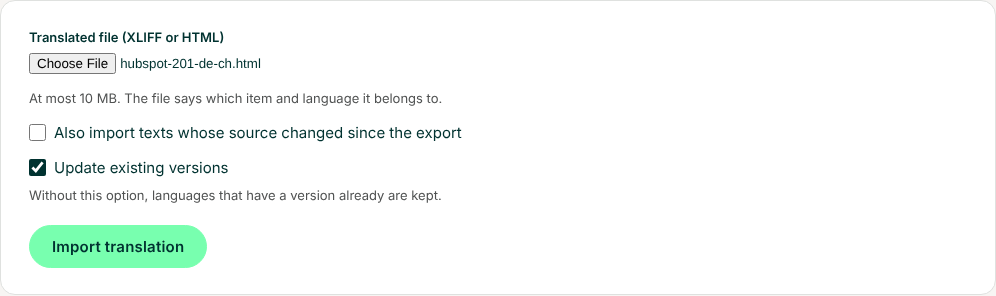 Translated file (XLIFF or HTML)
Choose File hubspot-201-de-ch.html
At most 10 MB. The file says which item and language it belongs to.
Also import texts whose source changed since the export
Update existing versions
Without this option, languages that have a version already are kept.
Import translation